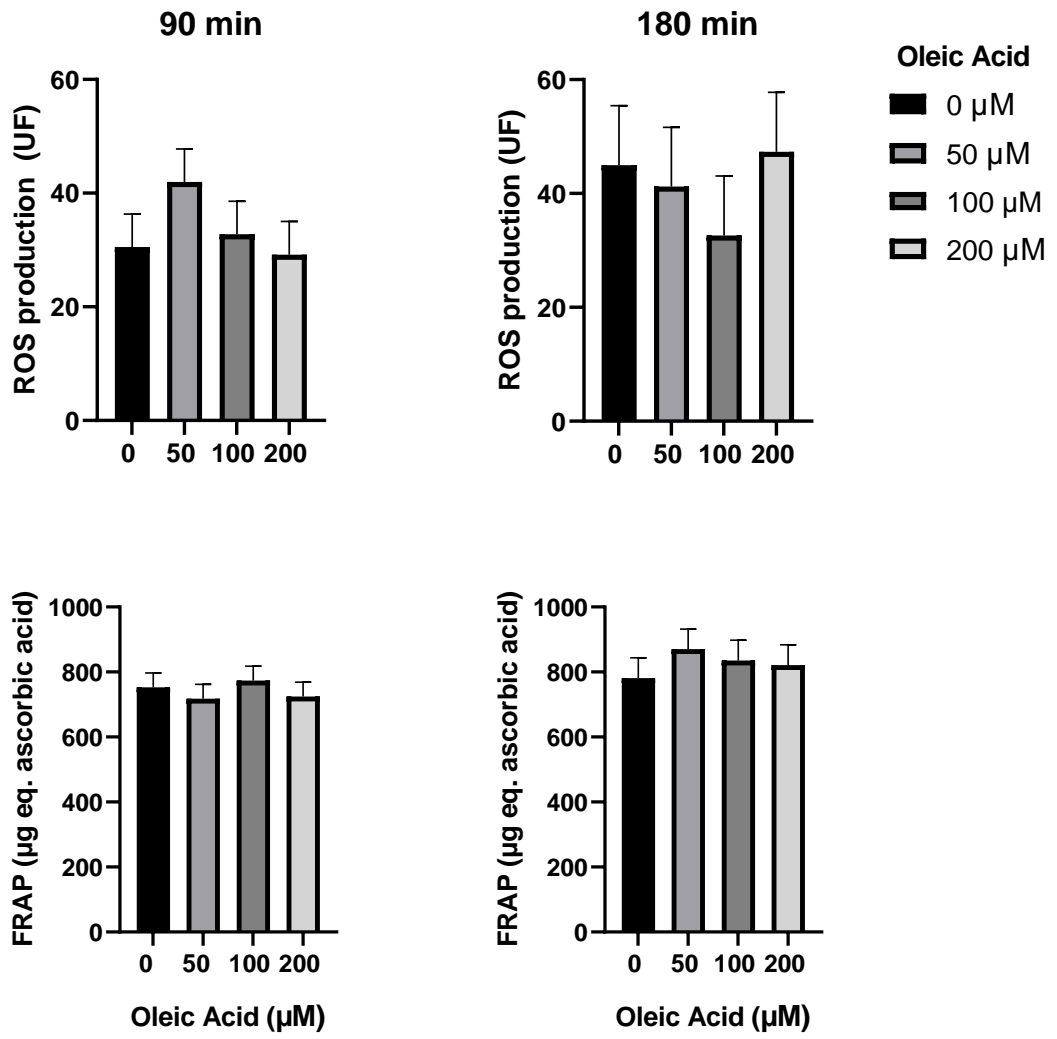 90 min
60
40
20
0
ROS production (UF)
0 50 100 200
180 min
60
40
20
0
ROS production (UF)
0 50 100 200
Oleic Acid
0 µM
50 µM
100 µM
200 µM
1000
800
600
400
200
0
FRAP (µg eq. ascorbic acid)
0 50 100 200
Oleic Acid (µM)
1000
800
600
400
200
0
FRAP (µg eq. ascorbic acid)
0 50 100 200
Oleic Acid (µM)